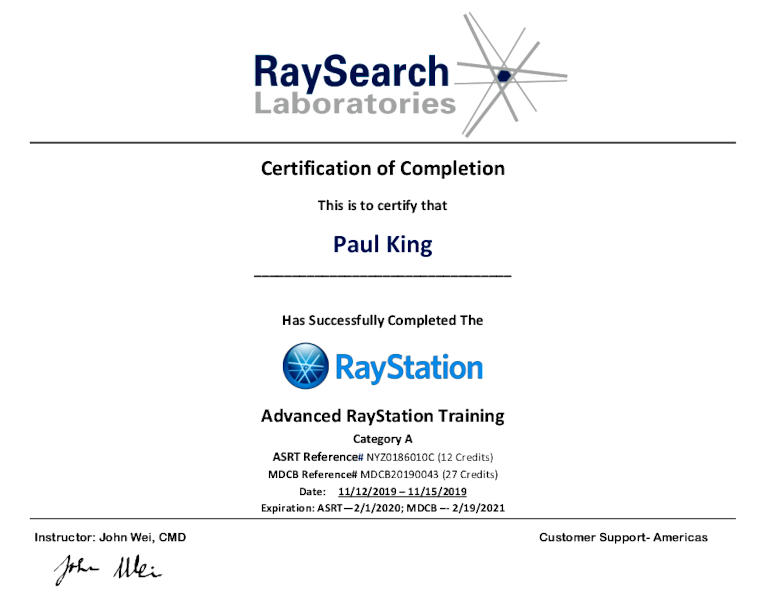 RaySearch
Laboratories
Certification of Completion
This is to certify that
Paul King
Has Successfully Completed The
RayStation
Advanced RayStation Training
Category A
ASRT Reference# NYZ0186010C (12 Credits)
MDCB Reference# MDCB20190043 (27 Credits)
Date: 11/12/2019 – 11/15/2019
Expiration: ASRT—2/1/2020; MDCB –- 2/19/2021
Instructor: John Wei, CMD
Customer Support- Americas
John Wei